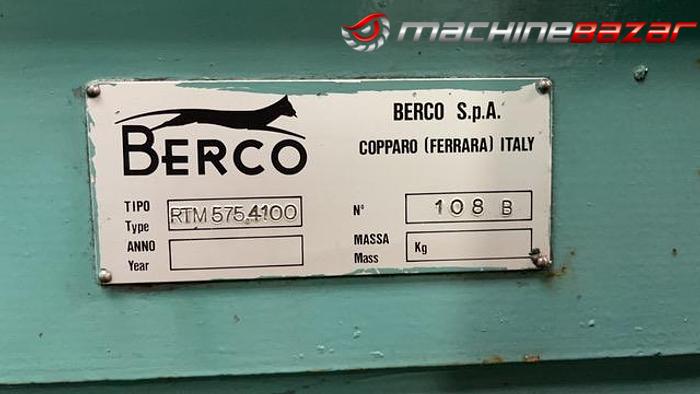 machinebazar
BERCO
BERCO S.p.A.
COPPARO (FERRARA) ITALY
TIPO
Type
RTM 575.4100
N°
108 B
ANNO
Year
MASSA
Mass
Kg